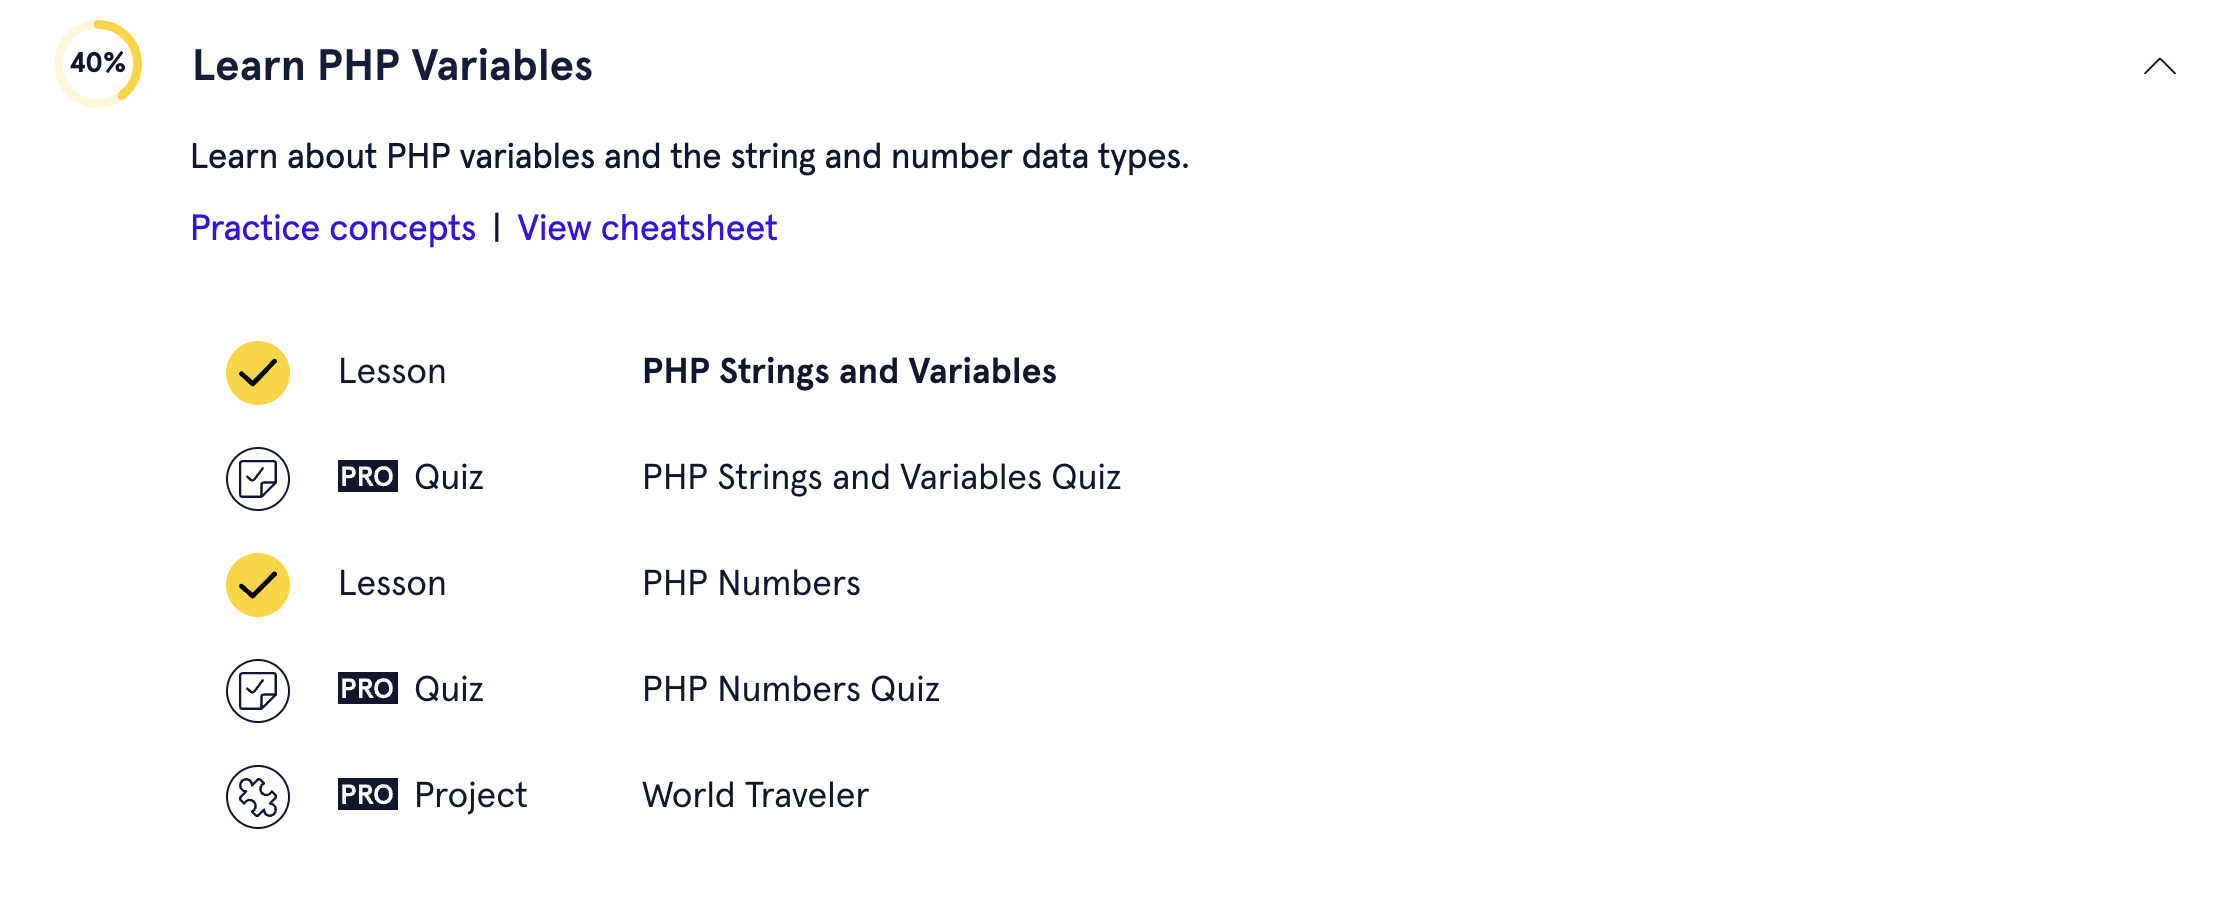 40% Learn PHP Variables
Learn about PHP variables and the string and number data types.
Practice concepts | View cheatsheet
Lesson PHP Strings and Variables
PRO Quiz PHP Strings and Variables Quiz
Lesson PHP Numbers
PRO Quiz PHP Numbers Quiz
PRO Project World Traveler